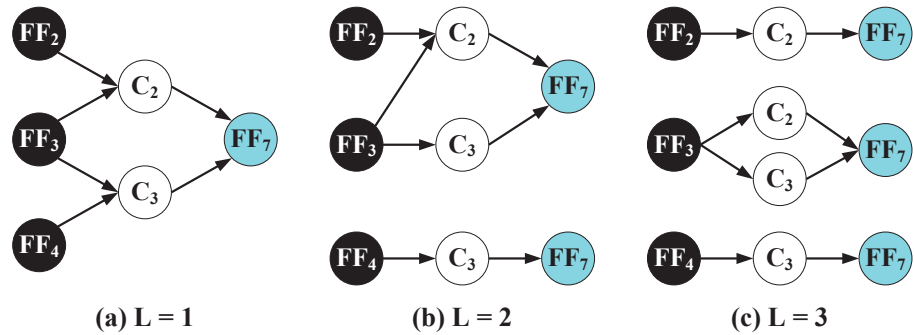 FF2
C2
FF3
FF7
C3
FF4
(a) L = 1
FF2
C2
FF7
FF3
C3
FF4
C3
FF7
(b) L = 2
FF2
C2
FF7
C2
FF3
FF7
C3
FF4
C3
FF7
(c) L = 3